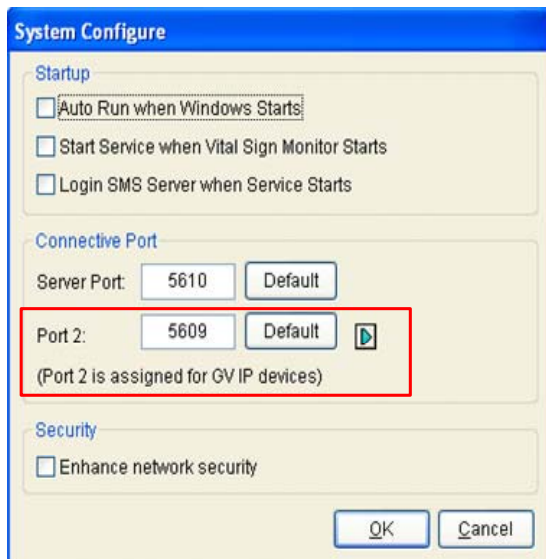 System Configure
Startup
Auto Run when Windows Starts
Start Service when Vital Sign Monitor Starts
Login SMS Server when Service Starts
Connective Port
Server Port: 5610 Default
Port 2: 5609 Default
(Port 2 is assigned for GV IP devices)
Security
Enhance network security
OK Cancel